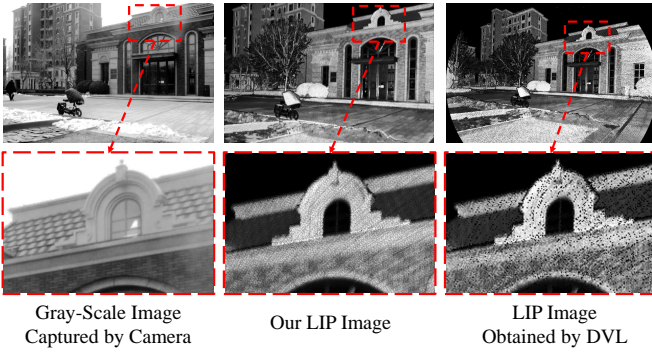 Gray-Scale Image
Captured by Camera
Our LIP Image
LIP Image
Obtained by DVL